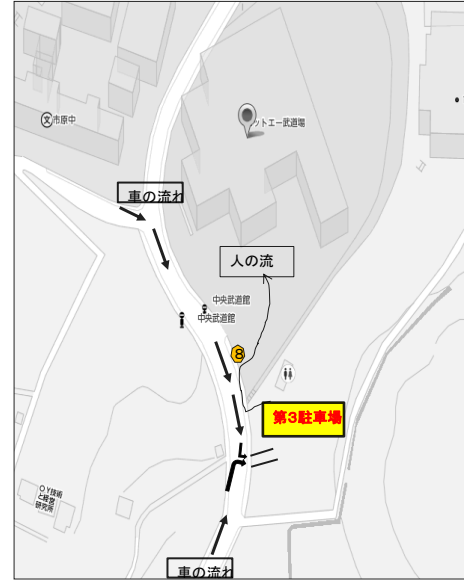 市原中
ットエー武道場
車の流れ
人の流
中央武道館
中央武道館
8
第3駐車場
Y技術
と経営
研究所
車の流れ